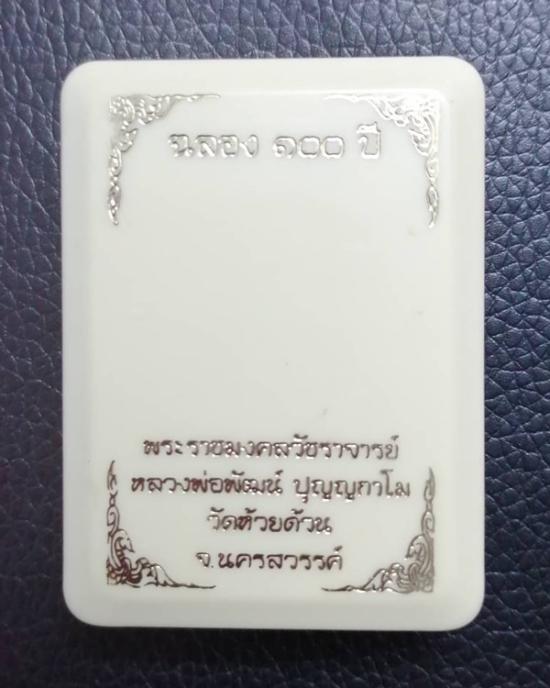 ฉลอง ๑๐๐ ปี
พระราชมงคลวัชราจารย์
หลวงพ่อพัฒน์ ปุญฺญกาโม
วัดห้วยด้วน
จ.นครสวรรค์